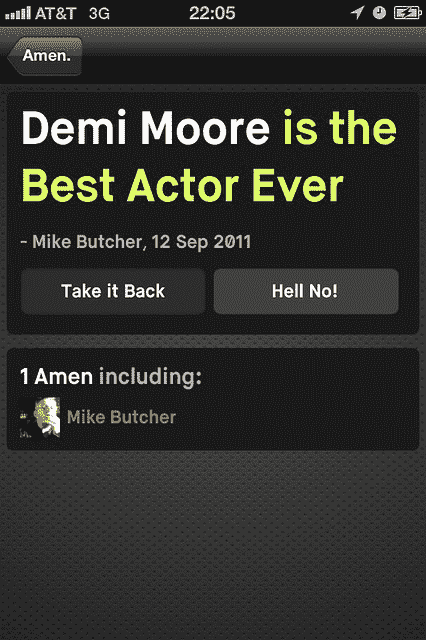 AT&T 3G 22:05
Amen.
Demi Moore is the
Best Actor Ever
- Mike Butcher, 12 Sep 2011
Take it Back Hell No!
1 Amen including:
Mike Butcher